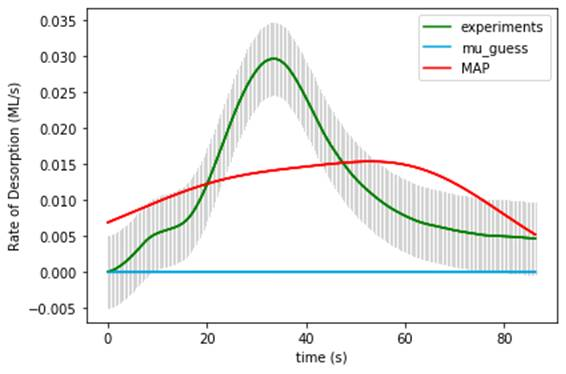 0.035
0.030
0.025
0.020
0.015
0.010
0.005
0.000
−0.005
Rate of Desorption (ML/s)
experiments
mu_guess
MAP
0 20 40 60 80
time (s)